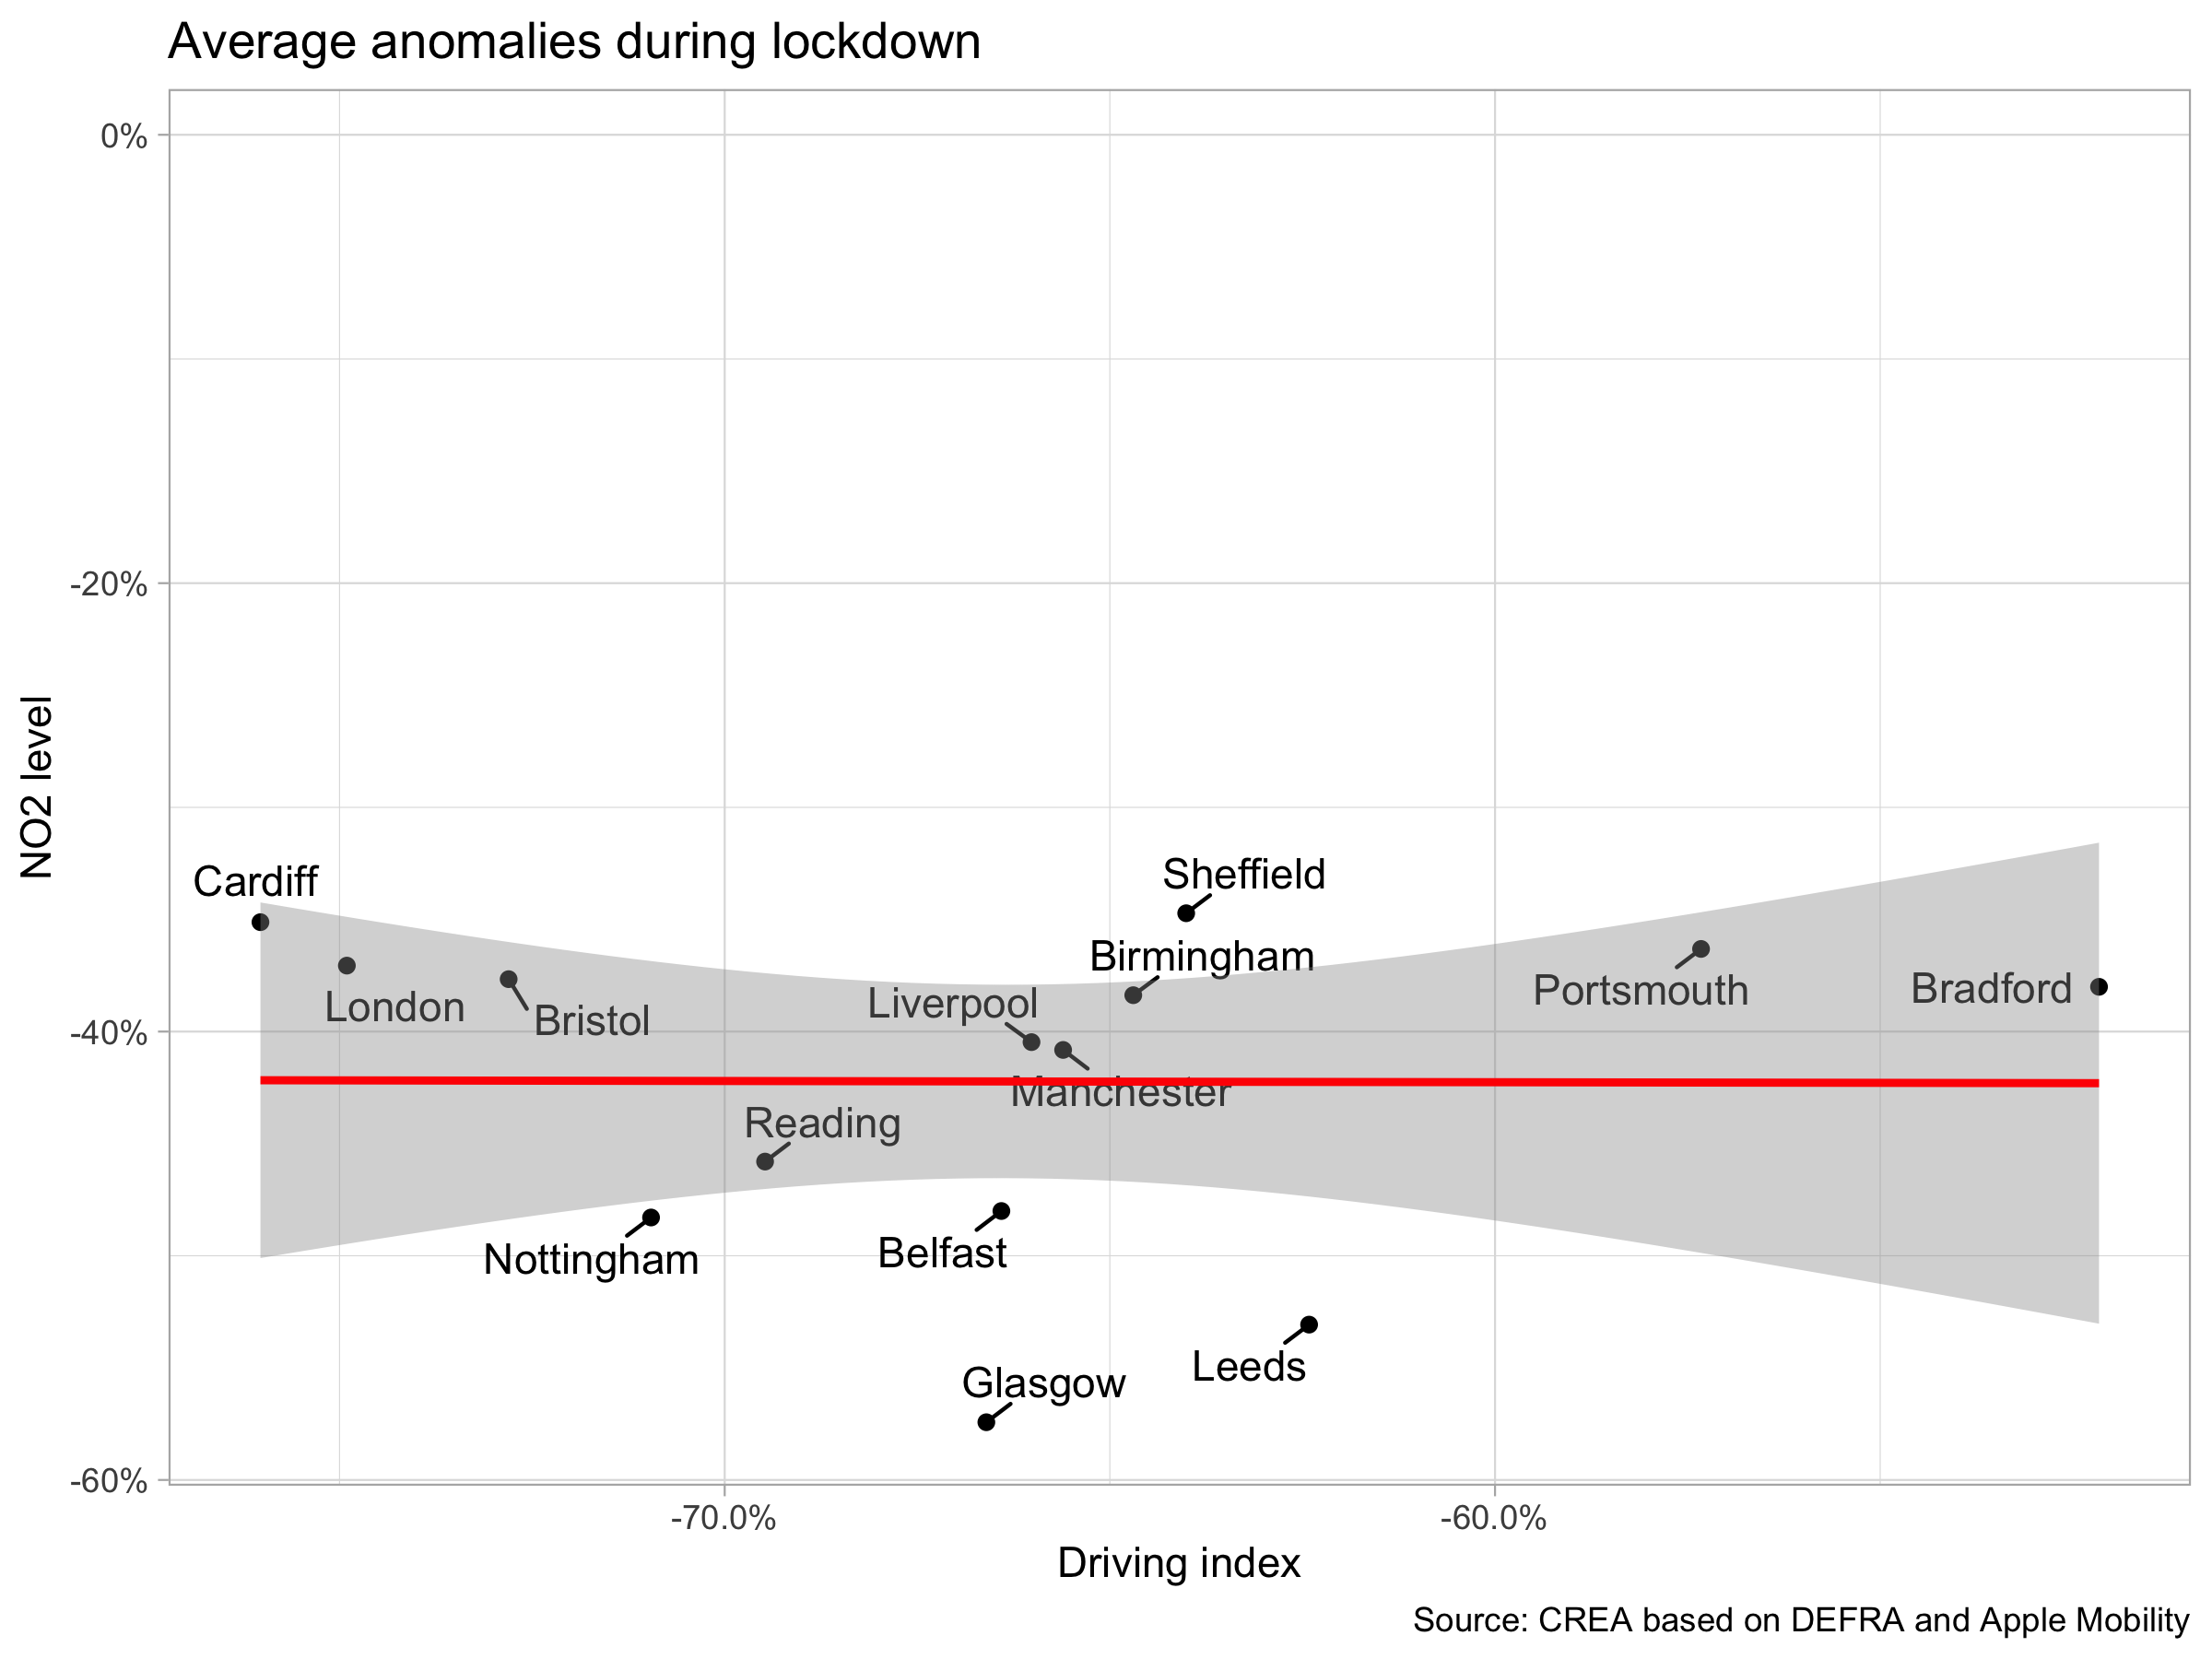 Average anomalies during lockdown
0%
-20%
-40%
-60%
NO2 level
Cardiff
Sheffield
Birmingham
London
Bristol
Liverpool
Portsmouth
Bradford
Manchester
Reading
Nottingham
Belfast
Leeds
Glasgow
-70.0%
-60.0%
Driving index
Source: CREA based on DEFRA and Apple Mobility